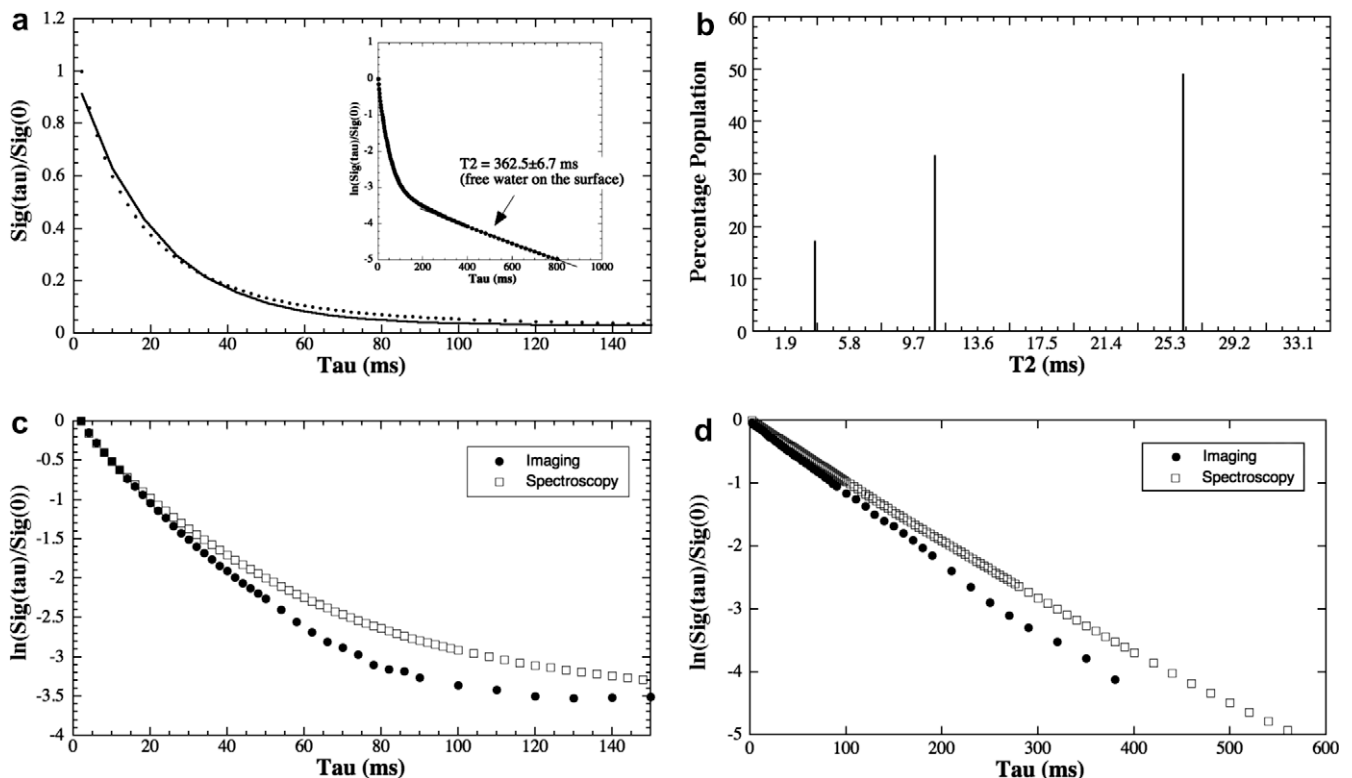 a
1.2
1
0.8
0.6
0.4
0.2
0
0 20 40 60 80 100 120 140
Sig(tau)/Sig(0)
Tau (ms)
1
0
-1
-2
-3
-4
-5
0 200 400 600 800 1000
ln(Sig(tau)/Sig(0))
Tau (ms)
T2 = 362.5±6.7 ms
(free water on the surface)
b
60
50
40
30
20
10
0
1.9 5.8 9.7 13.6 17.5 21.4 25.3 29.2 33.1
Percentage Population
T2 (ms)
c
0
-0.5
-1
-1.5
-2
-2.5
-3
-3.5
-4
0 20 40 60 80 100 120 140
ln(Sig(tau)/Sig(0))
Tau (ms)
Imaging
Spectroscopy
d
0
-1
-2
-3
-4
-5
0 100 200 300 400 500 600
ln(Sig(tau)/Sig(0))
Tau (ms)
Imaging
Spectroscopy